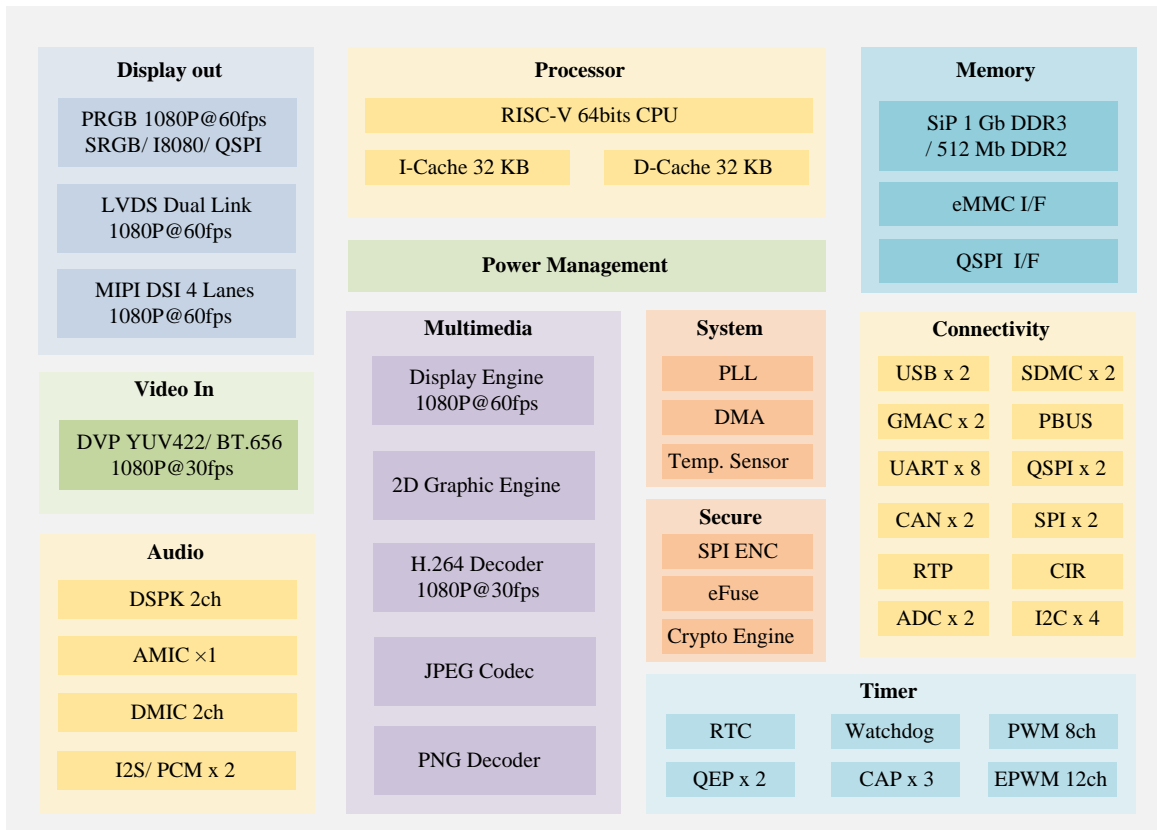 Display out
PRGB 1080P@60fps
SRGB/ I8080/ QSPI
LVDS Dual Link
1080P@60fps
MIPI DSI 4 Lanes
1080P@60fps
Video In
DVP YUV422/ BT.656
1080P@30fps
Audio
DSPK 2ch
AMIC ×1
DMIC 2ch
I2S/ PCM x 2
Processor
RISC-V 64bits CPU
I-Cache 32 KB
D-Cache 32 KB
Power Management
Multimedia
Display Engine
1080P@60fps
2D Graphic Engine
H.264 Decoder
1080P@30fps
JPEG Codec
PNG Decoder
System
PLL
DMA
Temp. Sensor
Secure
SPI ENC
eFuse
Crypto Engine
Memory
SiP 1 Gb DDR3
/ 512 Mb DDR2
eMMC I/F
QSPI I/F
Connectivity
USB x 2
SDMC x 2
GMAC x 2
PBUS
UART x 8
QSPI x 2
CAN x 2
SPI x 2
RTP
CIR
ADC x 2
I2C x 4
Timer
RTC
Watchdog
PWM 8ch
QEP x 2
CAP x 3
EPWM 12ch